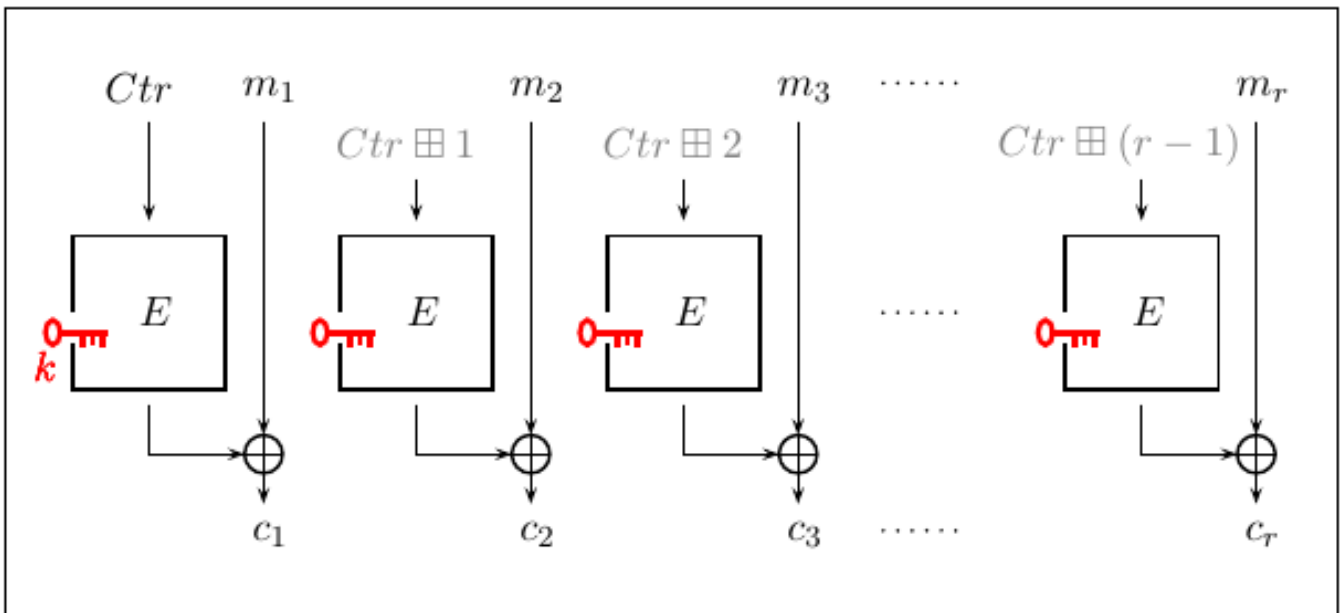 Ctr m₁ m₂ m₃ ...... mᵣ
Ctr ⊞ 1 Ctr ⊞ 2 Ctr ⊞ (r − 1)
E E E ...... E
k
c₁ c₂ c₃ ...... cᵣ